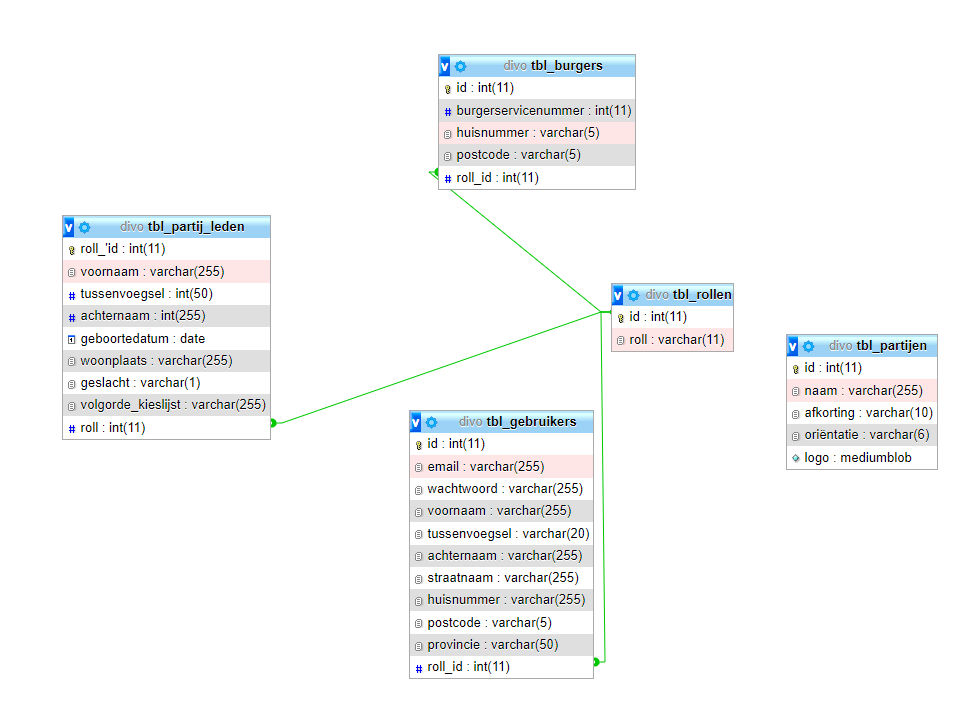 v divo tbl_burgers
id : int(11)
# burgerservicenummer : int(11)
huisnummer : varchar(5)
postcode : varchar(5)
# roll_id : int(11)
v divo tbl_partij_leden
roll_'id : int(11)
voornaam : varchar(255)
# tussenvoegsel : int(50)
# achternaam : int(255)
geboortedatum : date
woonplaats : varchar(255)
geslacht : varchar(1)
volgorde_kieslijst : varchar(255)
# roll : int(11)
v divo tbl_rollen
id : int(11)
roll : varchar(11)
v divo tbl_partijen
id : int(11)
naam : varchar(255)
afkorting : varchar(10)
oriëntatie : varchar(6)
logo : mediumblob
v divo tbl_gebruikers
id : int(11)
email : varchar(255)
wachtwoord : varchar(255)
voornaam : varchar(255)
tussenvoegsel : varchar(20)
achternaam : varchar(255)
straatnaam : varchar(255)
huisnummer : varchar(255)
postcode : varchar(5)
provincie : varchar(50)
# roll_id : int(11)